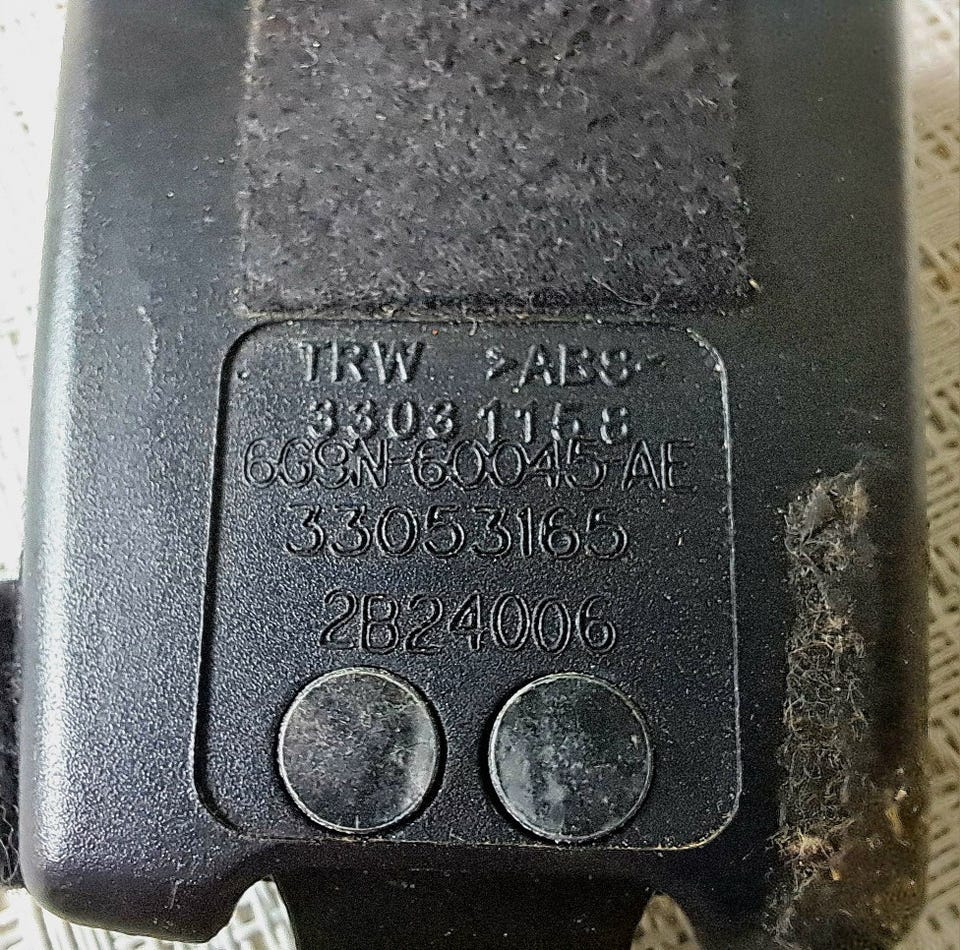 TRW >ABS<
33031158
6G9N-60045-AE
33053165
2B24006